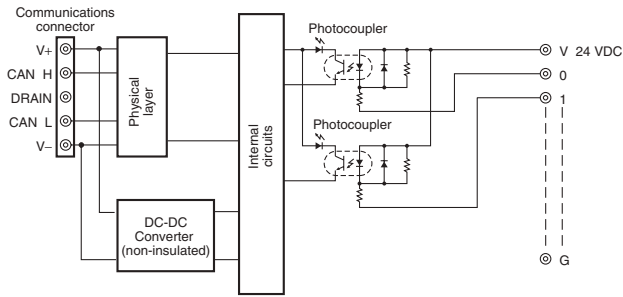 Communications
connector
V+
CAN H
DRAIN
CAN L
V–
Physical
layer
DC-DC
Converter
(non-insulated)
Internal
circuits
Photocoupler
Photocoupler
V 24 VDC
0
1
G